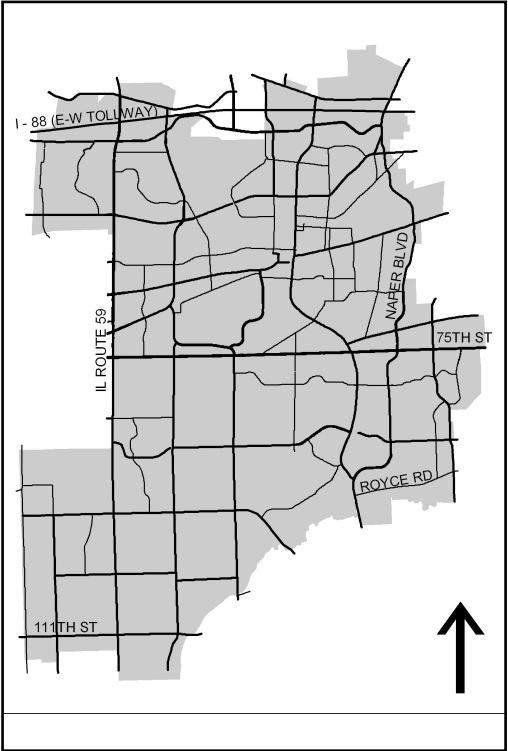 I - 88 (E-W TOLLWAY)
NAPER BLVD
IL ROUTE 59
75TH ST
ROYCE RD
111TH ST